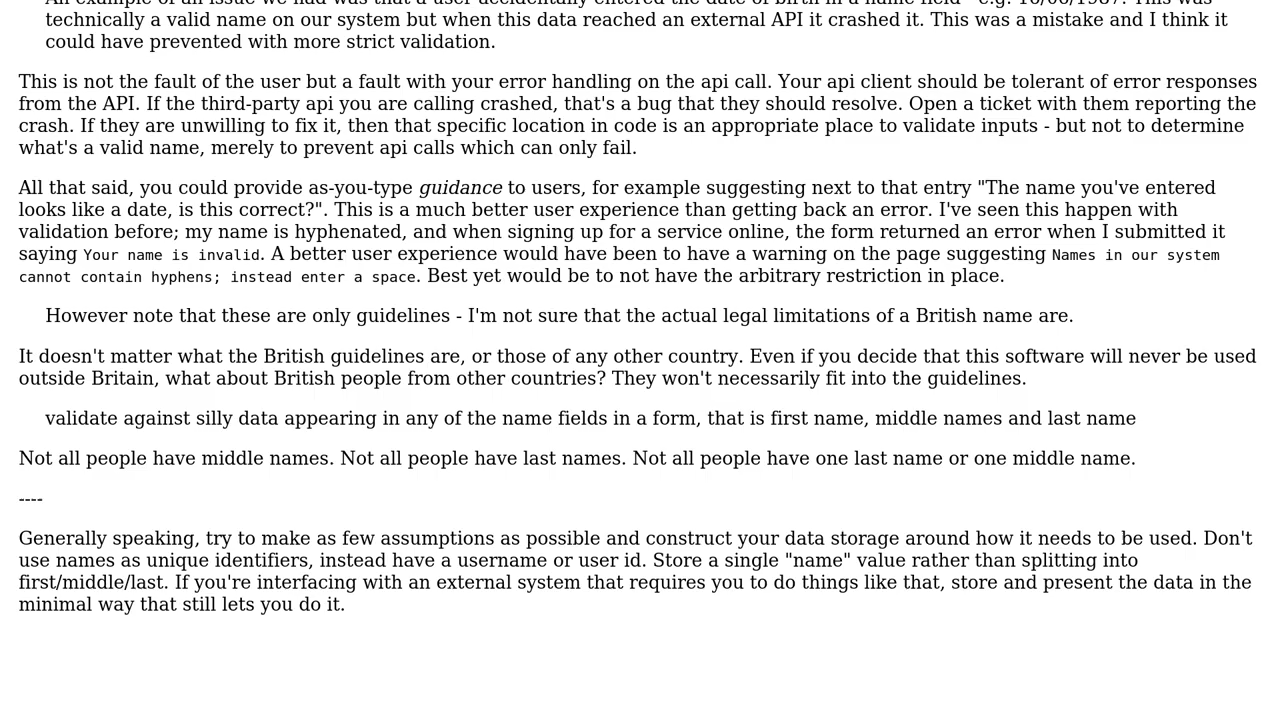 technically a valid name on our system but when this data reached an external API it crashed it. This was a mistake and I think it
could have prevented with more strict validation.
This is not the fault of the user but a fault with your error handling on the api call. Your api client should be tolerant of error responses
from the API. If the third-party api you are calling crashed, that's a bug that they should resolve. Open a ticket with them reporting the
crash. If they are unwilling to fix it, then that specific location in code is an appropriate place to validate inputs - but not to determine
what's a valid name, merely to prevent api calls which can only fail.
All that said, you could provide as-you-type guidance to users, for example suggesting next to that entry "The name you've entered
looks like a date, is this correct?". This is a much better user experience than getting back an error. I've seen this happen with
validation before; my name is hyphenated, and when signing up for a service online, the form returned an error when I submitted it
saying Your name is invalid. A better user experience would have been to have a warning on the page suggesting Names in our system
cannot contain hyphens; instead enter a space. Best yet would be to not have the arbitrary restriction in place.
However note that these are only guidelines - I'm not sure that the actual legal limitations of a British name are.
It doesn't matter what the British guidelines are, or those of any other country. Even if you decide that this software will never be used
outside Britain, what about British people from other countries? They won't necessarily fit into the guidelines.
validate against silly data appearing in any of the name fields in a form, that is first name, middle names and last name
Not all people have middle names. Not all people have last names. Not all people have one last name or one middle name.
----
Generally speaking, try to make as few assumptions as possible and construct your data storage around how it needs to be used. Don't
use names as unique identifiers, instead have a username or user id. Store a single "name" value rather than splitting into
first/middle/last. If you're interfacing with an external system that requires you to do things like that, store and present the data in the
minimal way that still lets you do it.